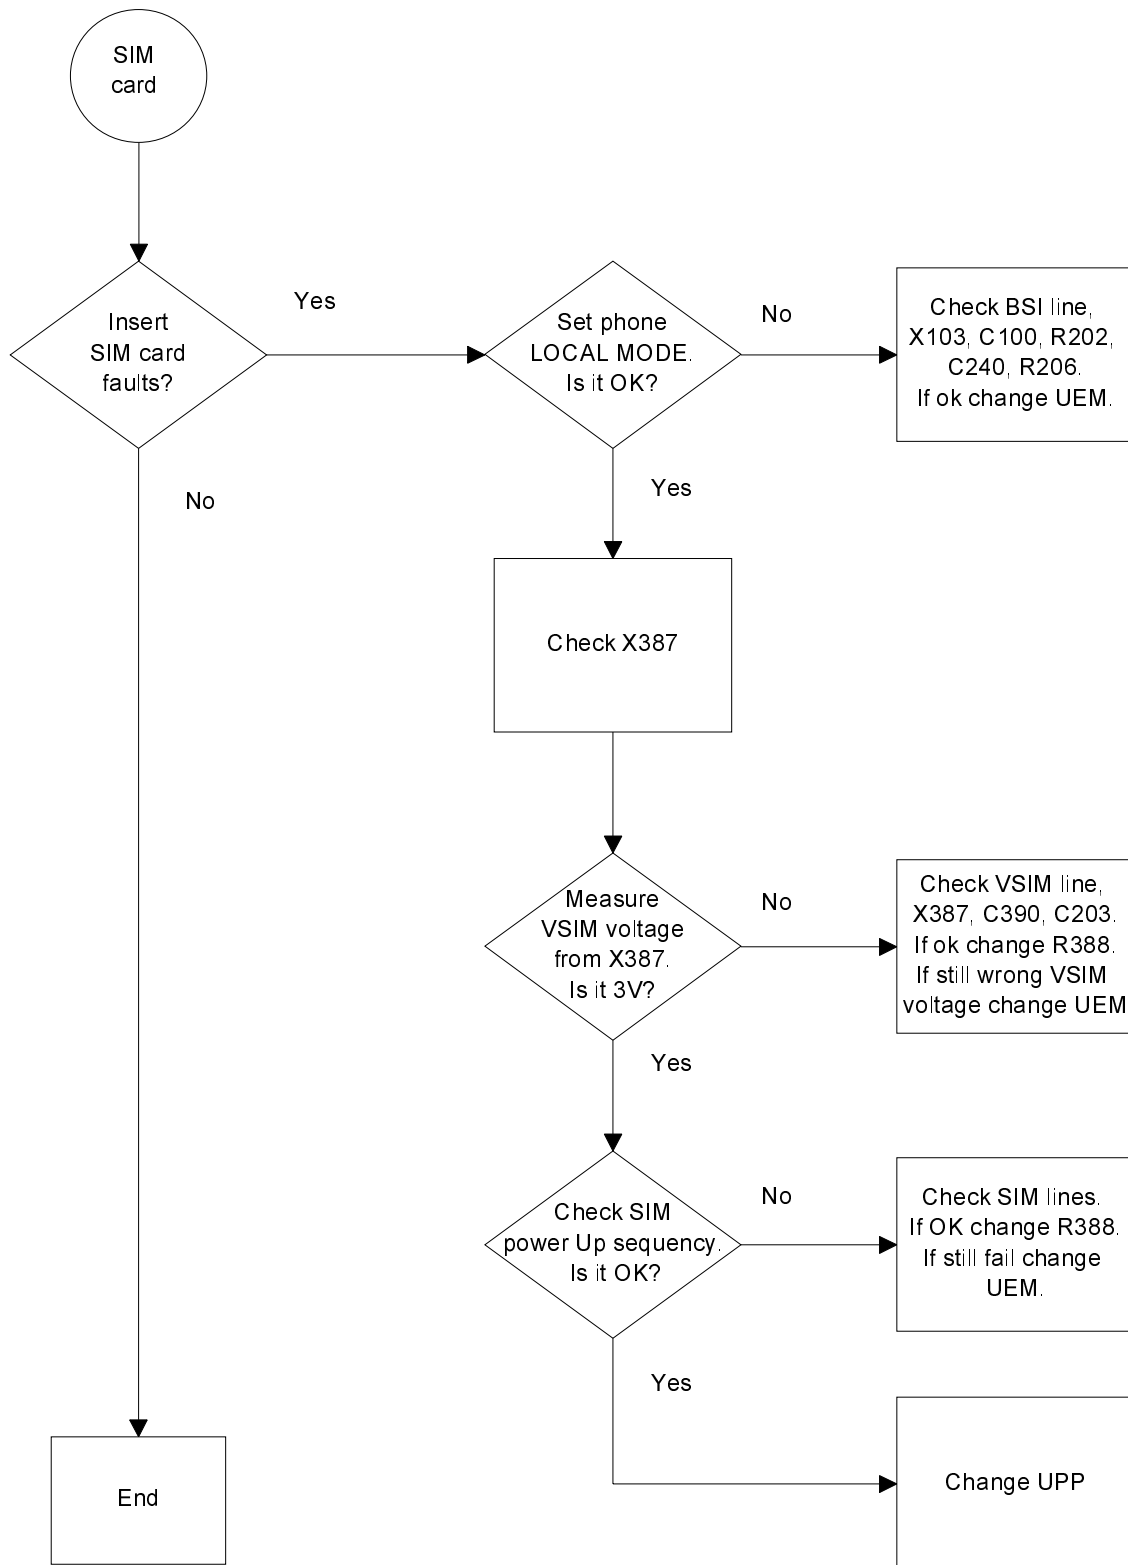 SIM
card
Insert
SIM card
faults?
Yes
No
Set phone
LOCAL MODE.
Is it OK?
No
Check BSI line,
X103, C100, R202,
C240, R206.
If ok change UEM.
Yes
Check X387
Measure
VSIM voltage
from X387.
Is it 3V?
No
Check VSIM line,
X387, C390, C203.
If ok change R388.
If still wrong VSIM
voltage change UEM
Yes
Check SIM
power Up sequency.
Is it OK?
No
Check SIM lines.
If OK change R388.
If still fail change
UEM.
Yes
Change UPP
End